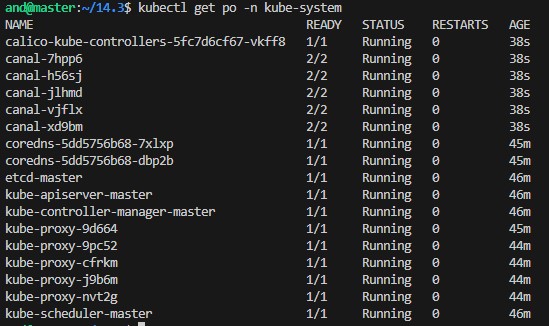 and@master:~/14.3$ kubectl get po -n kube-system
NAME READY STATUS RESTARTS AGE
calico-kube-controllers-5fc7d6cf67-vkff8 1/1 Running 0 38s
canal-7hpp6 2/2 Running 0 38s
canal-h56sj 2/2 Running 0 38s
canal-jlhmd 2/2 Running 0 38s
canal-vjflx 2/2 Running 0 38s
canal-xd9bm 2/2 Running 0 38s
coredns-5dd5756b68-7xlxp 1/1 Running 0 45m
coredns-5dd5756b68-dbp2b 1/1 Running 0 45m
etcd-master 1/1 Running 0 46m
kube-apiserver-master 1/1 Running 0 46m
kube-controller-manager-master 1/1 Running 0 46m
kube-proxy-9d664 1/1 Running 0 45m
kube-proxy-9pc52 1/1 Running 0 44m
kube-proxy-cfrkm 1/1 Running 0 44m
kube-proxy-j9b6m 1/1 Running 0 44m
kube-proxy-nvt2g 1/1 Running 0 44m
kube-scheduler-master 1/1 Running 0 46m